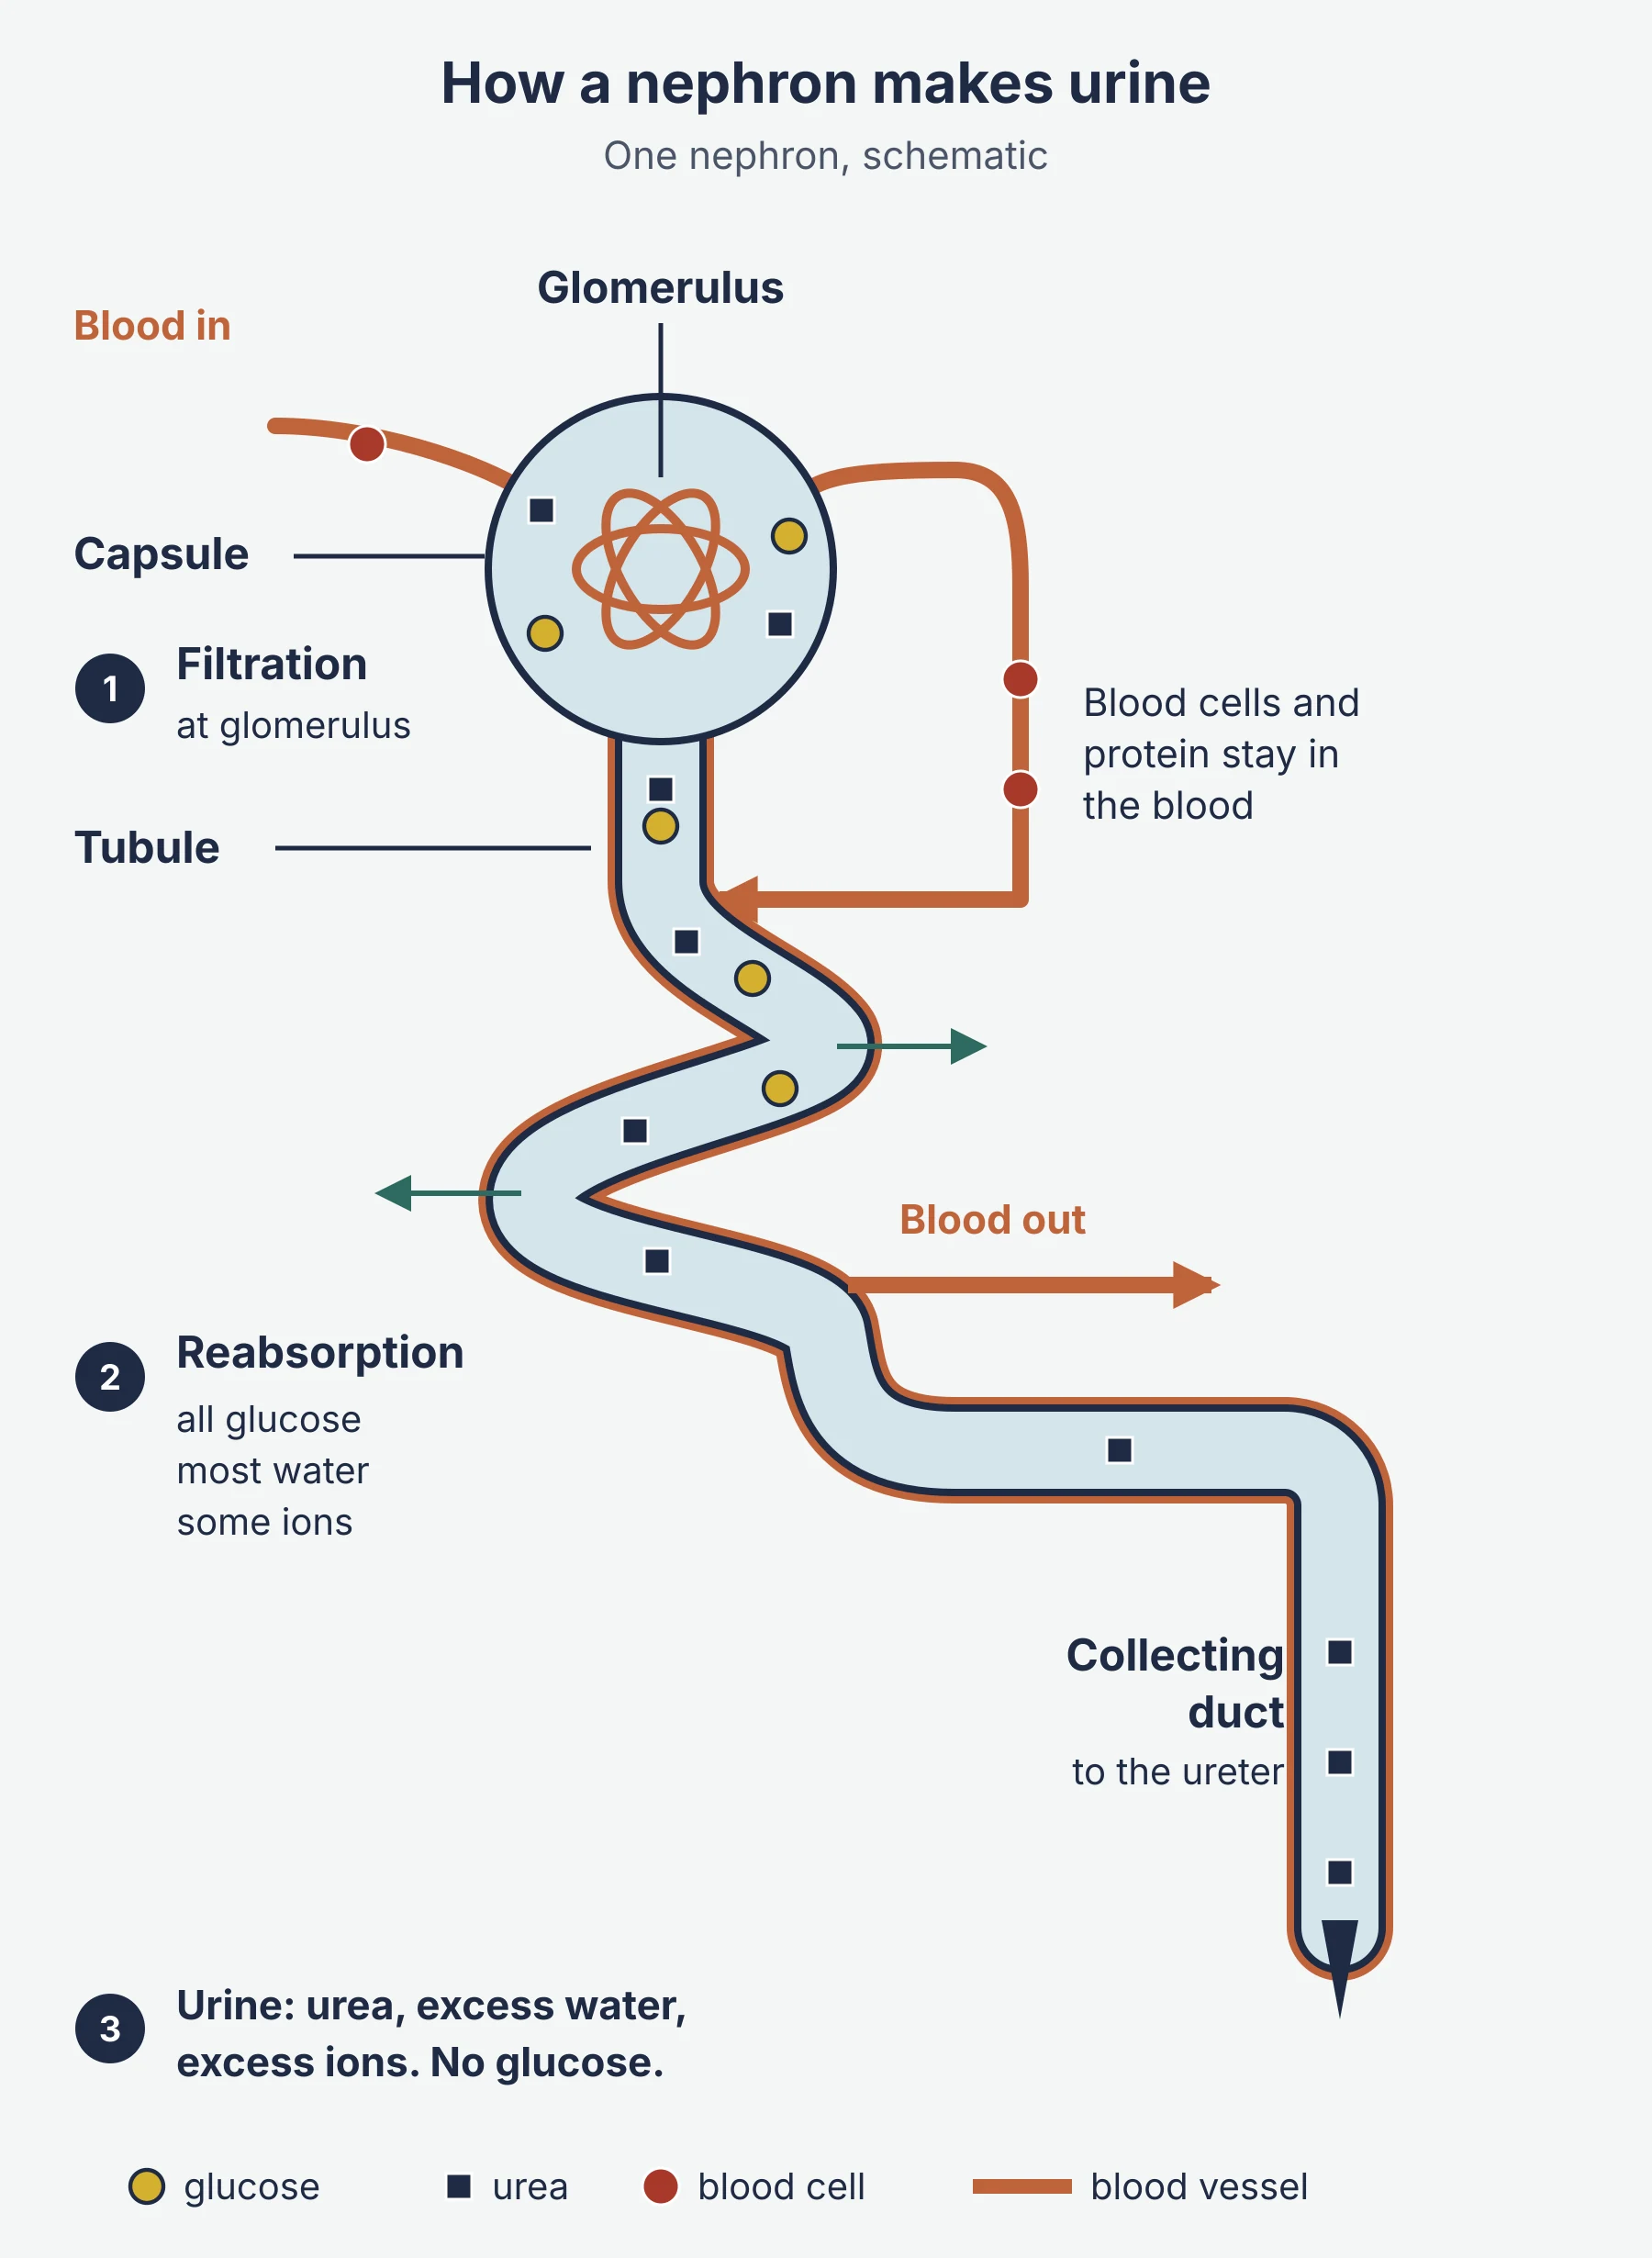 How a nephron makes urine
One nephron, schematic
Glomerulus
Blood in
Capsule
1
Filtration
at glomerulus
Blood cells and
protein stay in
the blood
Tubule
Blood out
2
Reabsorption
all glucose
most water
some ions
Collecting
duct
to the ureter
3
Urine: urea, excess water,
excess ions. No glucose.
glucose
urea
blood cell
blood vessel